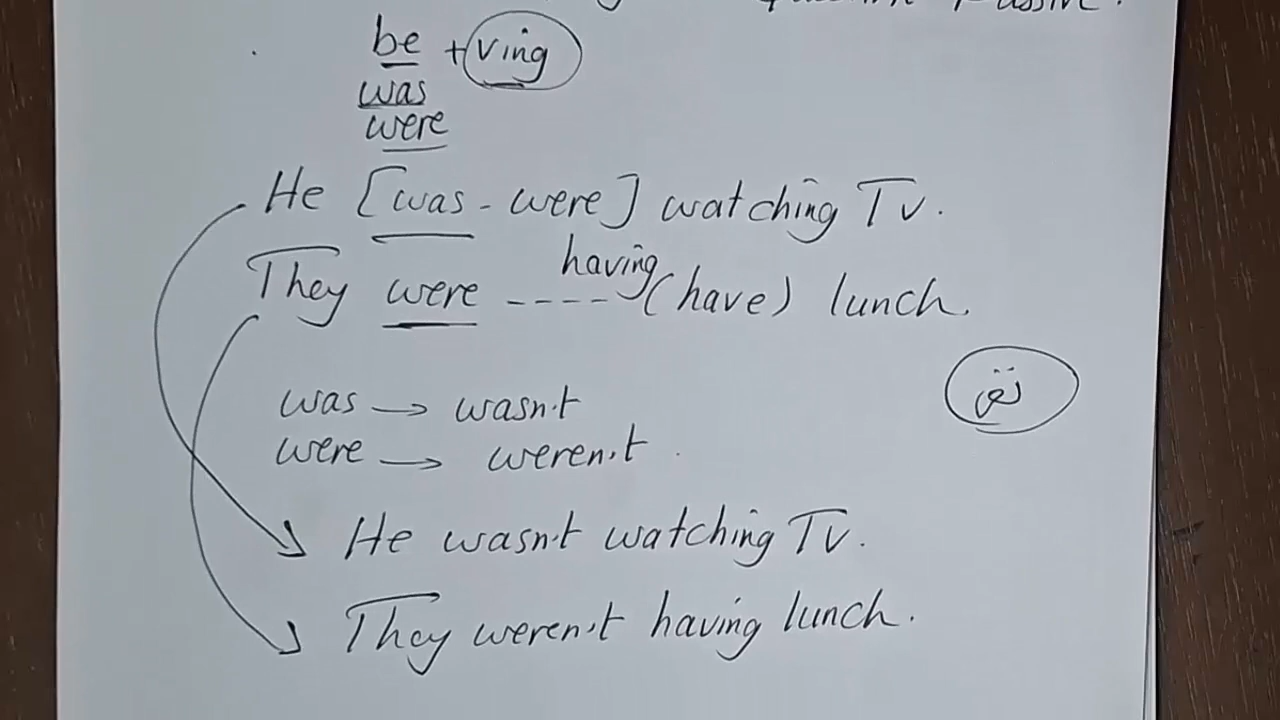 be + ving
was
were
He [was - were] watching Tv.
They were ---- having (have) lunch.
was → wasn't
were → weren't
He wasn't watching Tv.
They weren't having lunch.